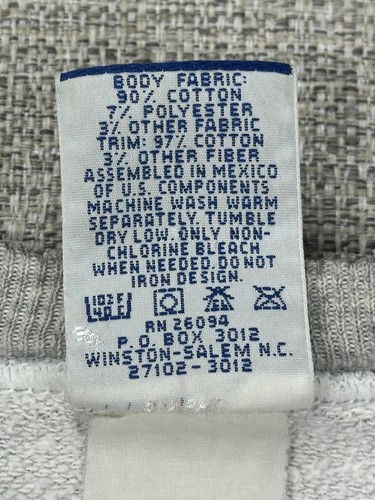 BODY FABRIC:
90% COTTON
7% POLYESTER
3% OTHER FABRIC
TRIM: 97% COTTON
3% OTHER FIBER
ASSEMBLED IN MEXICO
OF U.S. COMPONENTS
MACHINE WASH WARM
SEPARATELY. TUMBLE
DRY LOW. ONLY NON-
CHLORINE BLEACH
WHEN NEEDED. DO NOT
IRON DESIGN.
102F
40C
RN 26094
P.O. BOX 3012
WINSTON-SALEM N.C.
27102-3012